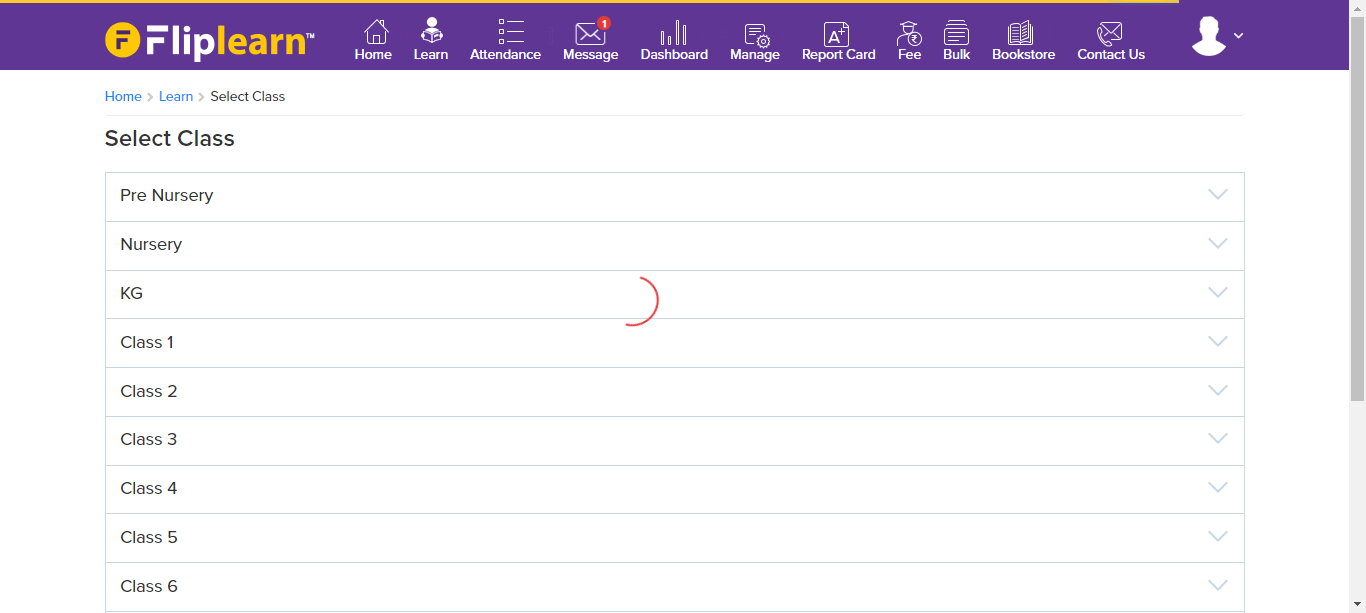 Fliplearn™
Home Learn Attendance Message 1 Dashboard Manage Report Card Fee Bulk Bookstore Contact Us
Home > Learn > Select Class
Select Class
Pre Nursery
Nursery
KG
Class 1
Class 2
Class 3
Class 4
Class 5
Class 6